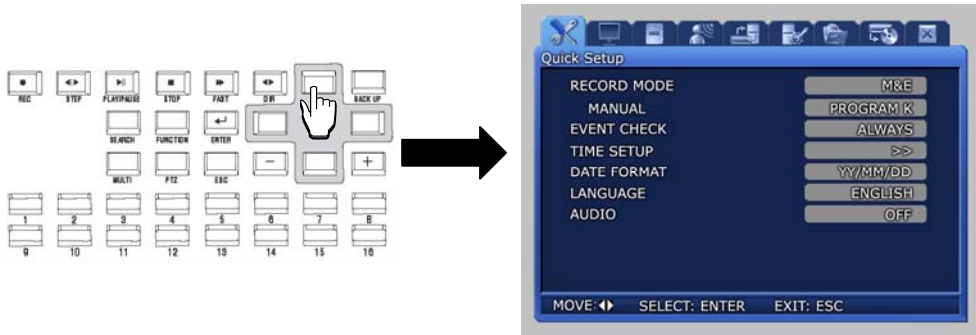 REC STEP PLAY/PAUSE STOP FAST DIR BACK UP
SEARCH FUNCTION ENTER
MULTI PTZ ESC
1 2 3 4 5 6 7 8
9 10 11 12 13 14 15 16
Quick Setup
RECORD MODE M&E
MANUAL PROGRAM K
EVENT CHECK ALWAYS
TIME SETUP >>
DATE FORMAT YY/MM/DD
LANGUAGE ENGLISH
AUDIO OFF
MOVE:◀▶ SELECT: ENTER EXIT: ESC